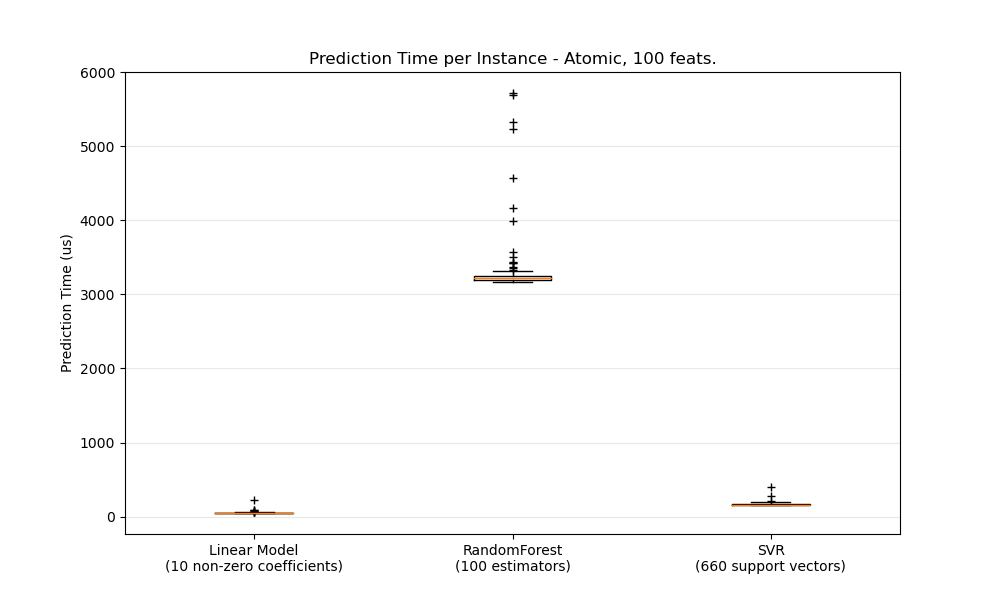 Prediction Time per Instance - Atomic, 100 feats.
Prediction Time (us)
6000
5000
4000
3000
2000
1000
0
Linear Model
(10 non-zero coefficients)
RandomForest
(100 estimators)
SVR
(660 support vectors)